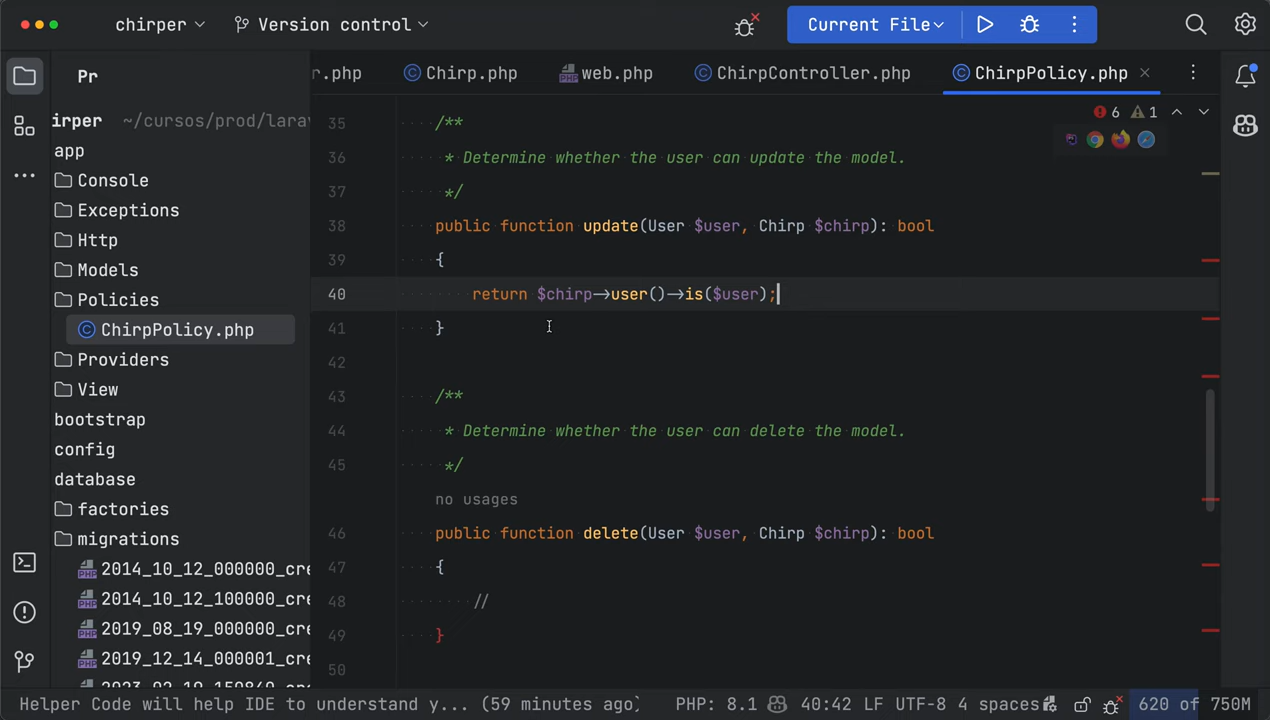 chirper
Version control
Current File
Pr
r.php
Chirp.php
web.php
ChirpController.php
ChirpPolicy.php
irper ~/cursos/prod/larav
app
Console
Exceptions
Http
Models
Policies
ChirpPolicy.php
Providers
View
bootstrap
config
database
factories
migrations
2014_10_12_000000_cre
2014_10_12_100000_cre
2019_08_19_000000_cre
2019_12_14_000001_cre
6 1
35 /**
36 * Determine whether the user can update the model.
37 */
38 public function update(User $user, Chirp $chirp): bool
39 {
40 return $chirp->user()->is($user);
41 }
42
43 /**
44 * Determine whether the user can delete the model.
45 */
no usages
46 public function delete(User $user, Chirp $chirp): bool
47 {
48 //
49 }
50
Helper Code will help IDE to understand y... (59 minutes ago) PHP: 8.1 40:42 LF UTF-8 4 spaces 620 of 750M